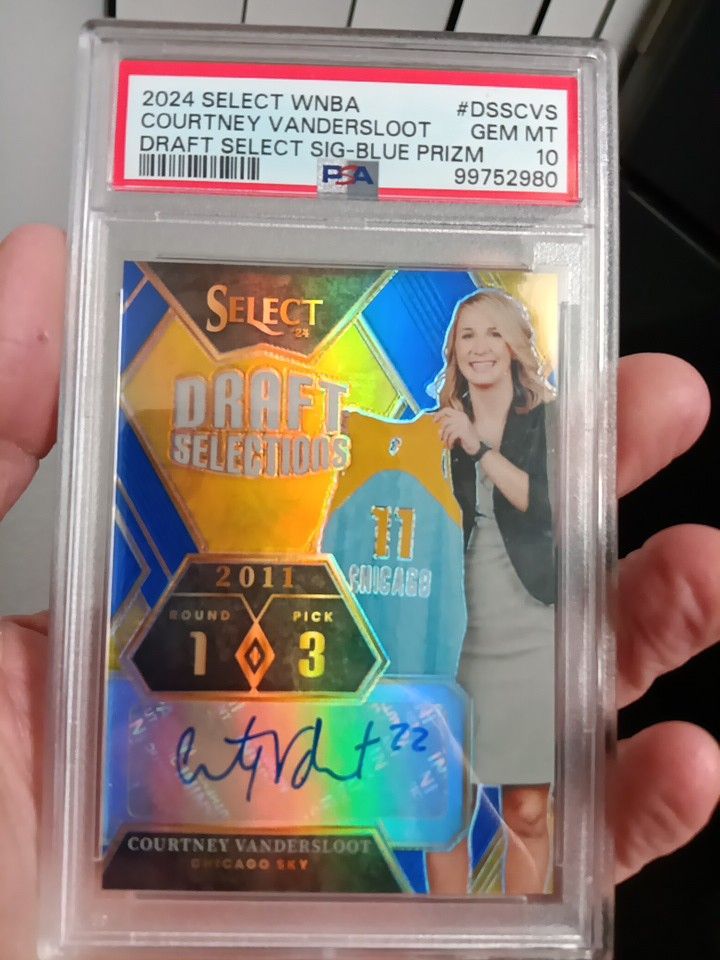 2024 SELECT WNBA #DSSCVS
COURTNEY VANDERSLOOT GEM MT
DRAFT SELECT SIG-BLUE PRIZM 10
PSA 99752980
SELECT
24
DRAFT
SELECTIONS
11
CHICAGO
2011
ROUND PICK
1 3
22
COURTNEY VANDERSLOOT
CHICAGO SKY